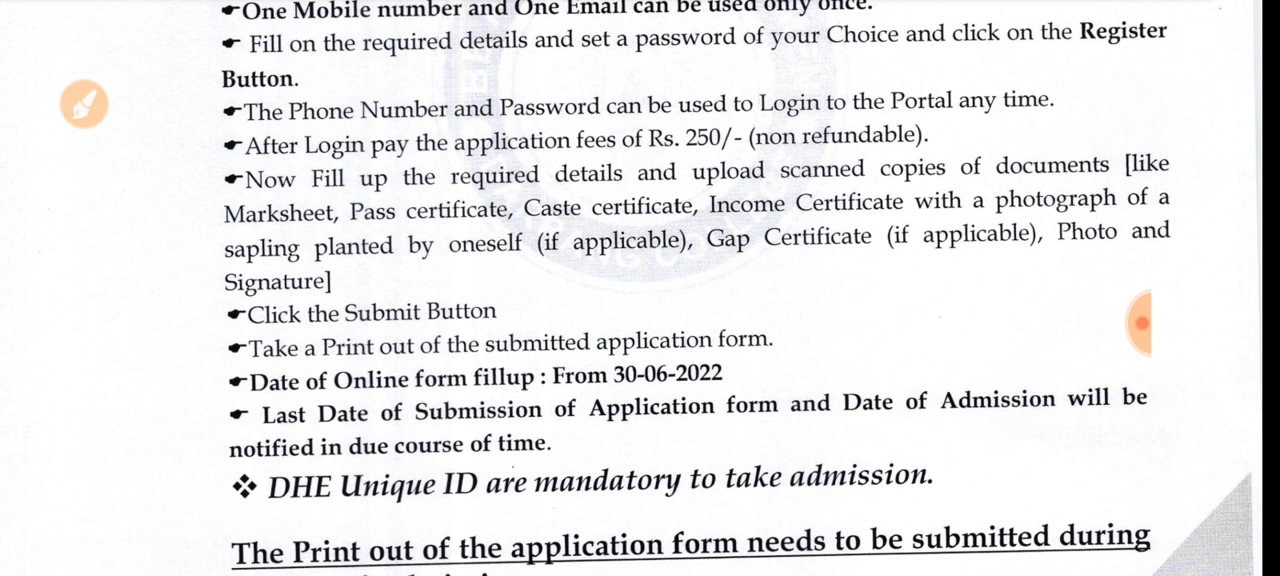 ☛One Mobile number and One Email can be used only once.
☛ Fill on the required details and set a password of your Choice and click on the Register
Button.
☛The Phone Number and Password can be used to Login to the Portal any time.
☛After Login pay the application fees of Rs. 250/- (non refundable).
☛Now Fill up the required details and upload scanned copies of documents [like
Marksheet, Pass certificate, Caste certificate, Income Certificate with a photograph of a
sapling planted by oneself (if applicable), Gap Certificate (if applicable), Photo and
Signature]
☛Click the Submit Button
☛Take a Print out of the submitted application form.
☛Date of Online form fillup : From 30-06-2022
☛ Last Date of Submission of Application form and Date of Admission will be
notified in due course of time.
❖ DHE Unique ID are mandatory to take admission.
The Print out of the application form needs to be submitted during